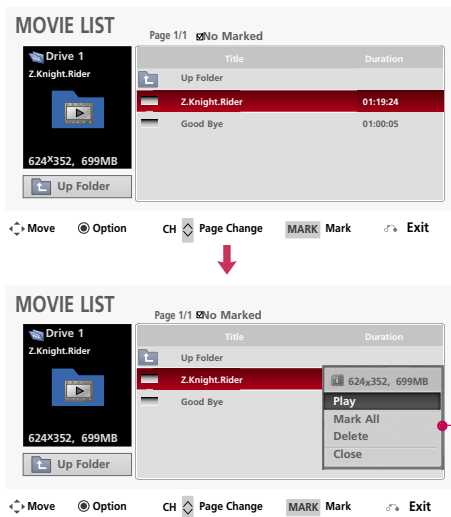 MOVIE LIST
Page 1/1 No Marked
Drive 1
Z.Knight.Rider
624x352, 699MB
Up Folder
Title Duration
Up Folder
Z.Knight.Rider 01:19:24
Good Bye 01:00:05
Move Option CH Page Change MARK Mark Exit
MOVIE LIST
Page 1/1 No Marked
Drive 1
Z.Knight.Rider
624x352, 699MB
Up Folder
Title Duration
Up Folder
Z.Knight.Rider
Good Bye
624x352, 699MB
Play
Mark All
Delete
Close
Move Option CH Page Change MARK Mark Exit